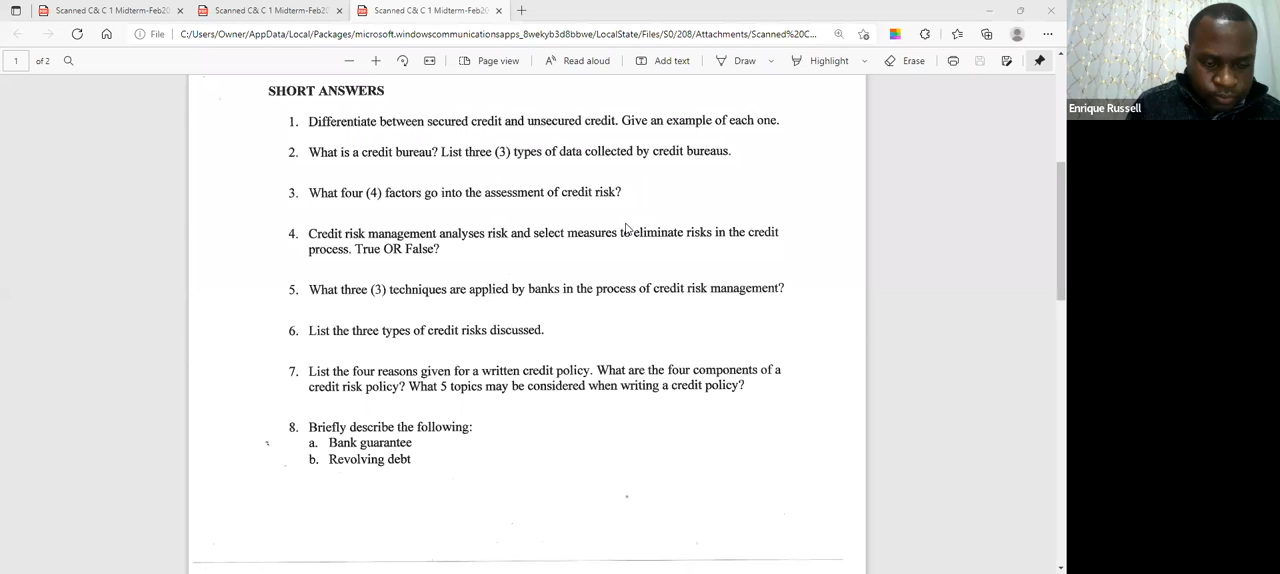 Scanned C& C 1 Midterm-Feb20
Scanned C& C 1 Midterm-Feb20
Scanned C& C 1 Midterm-Feb20
File
C:/Users/Owner/AppData/Local/Packages/microsoft.windowscommunicationsapps_8wekyb3d8bbwe/LocalState/Files/S0/208/Attachments/Scanned%20C...
1 of 2
Page view
Read aloud
Add text
Draw
Highlight
Erase
Enrique Russell
SHORT ANSWERS
1. Differentiate between secured credit and unsecured credit. Give an example of each one.
2. What is a credit bureau? List three (3) types of data collected by credit bureaus.
3. What four (4) factors go into the assessment of credit risk?
4. Credit risk management analyses risk and select measures to eliminate risks in the credit
process. True OR False?
5. What three (3) techniques are applied by banks in the process of credit risk management?
6. List the three types of credit risks discussed.
7. List the four reasons given for a written credit policy. What are the four components of a
credit risk policy? What 5 topics may be considered when writing a credit policy?
8. Briefly describe the following:
a. Bank guarantee
b. Revolving debt